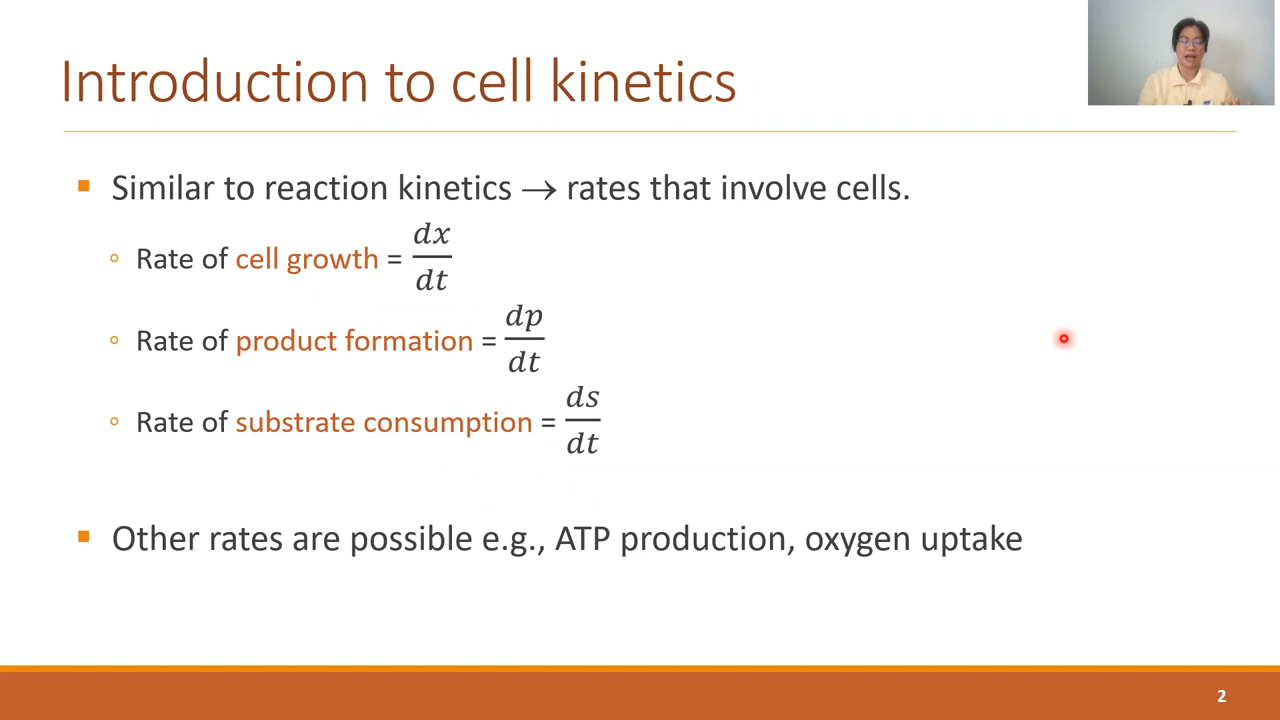 Introduction to cell kinetics
▪ Similar to reaction kinetics → rates that involve cells.
◦ Rate of cell growth = dx/dt
◦ Rate of product formation = dp/dt
◦ Rate of substrate consumption = ds/dt
▪ Other rates are possible e.g., ATP production, oxygen uptake
2